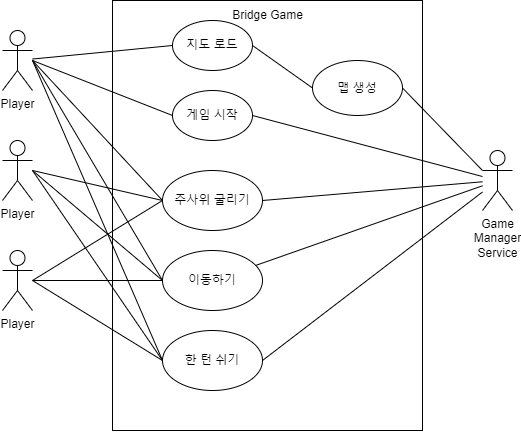 Bridge Game
지도 로드
맵 생성
게임 시작
주사위 굴리기
이동하기
한 턴 쉬기
Player
Player
Player
Game
Manager
Service